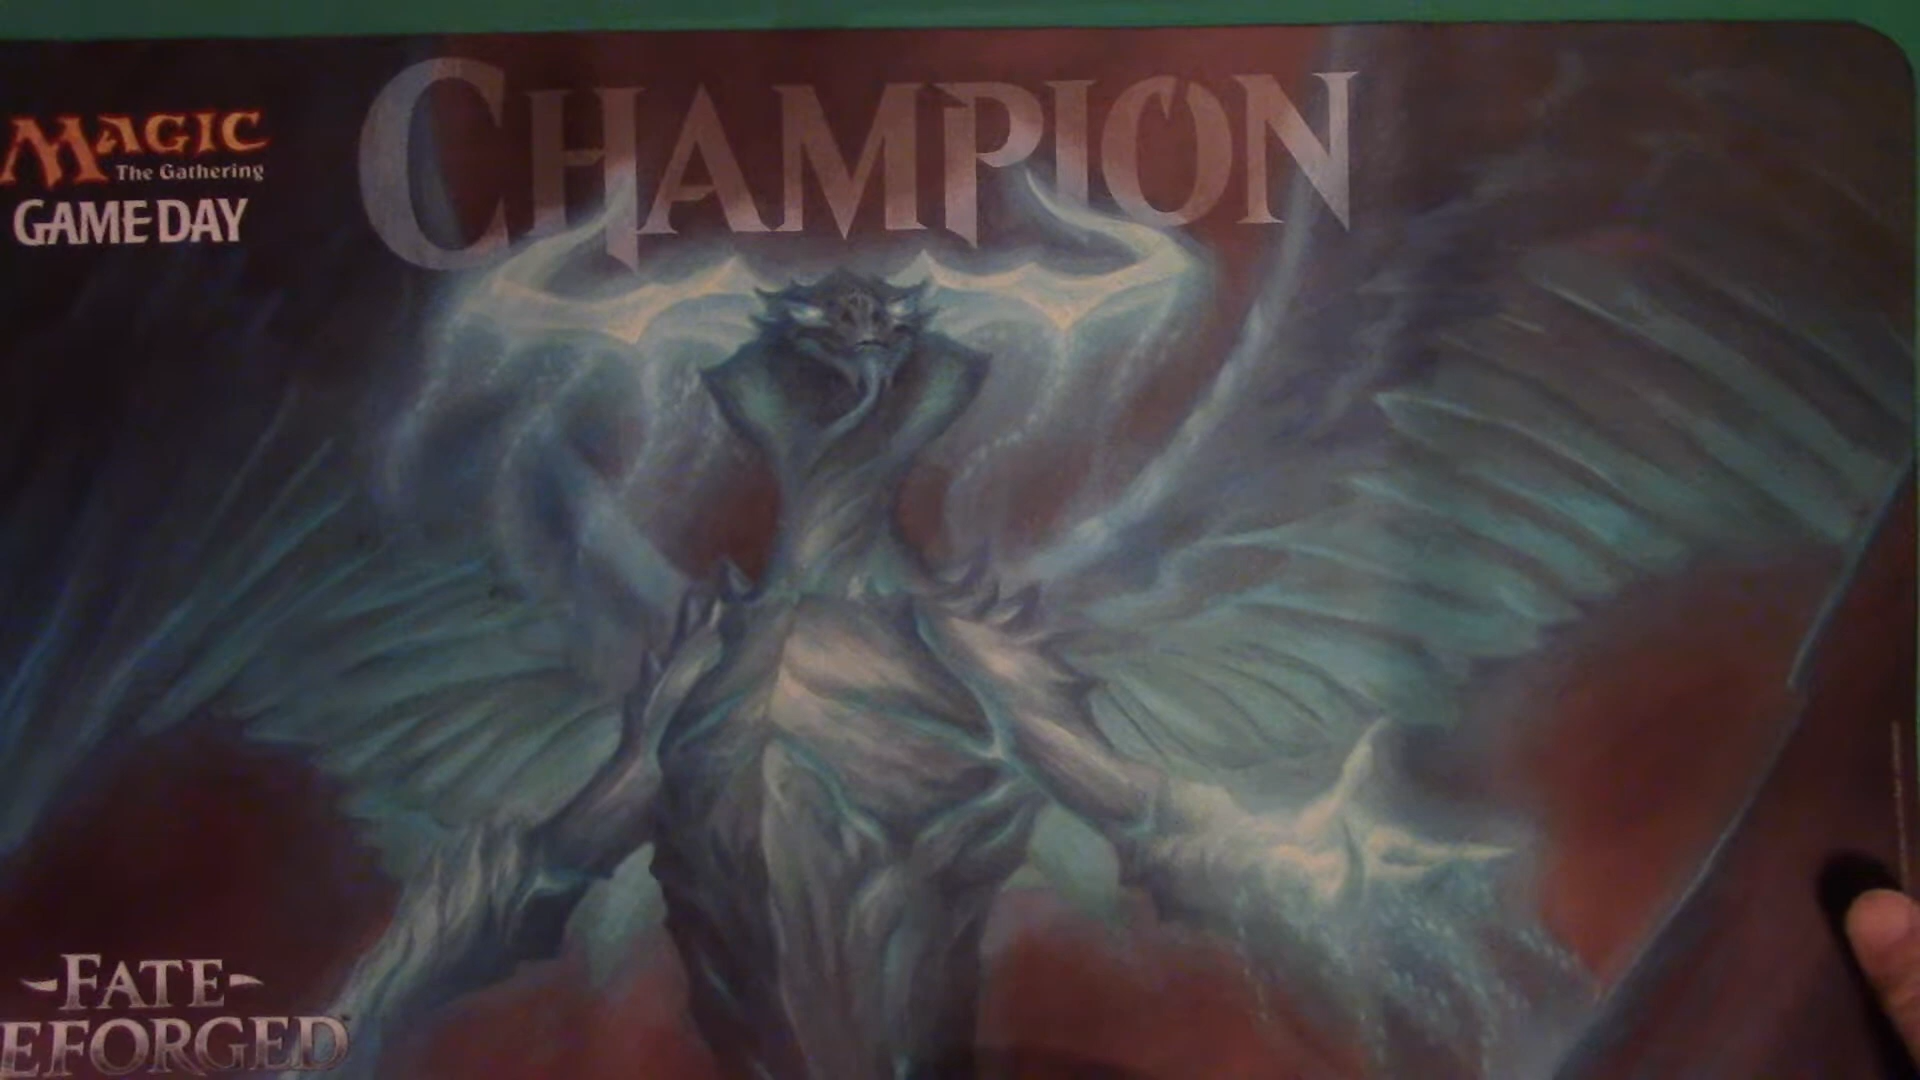 CHAMPION
MAGIC
The Gathering
GAME DAY
-FATE-
EFORGED